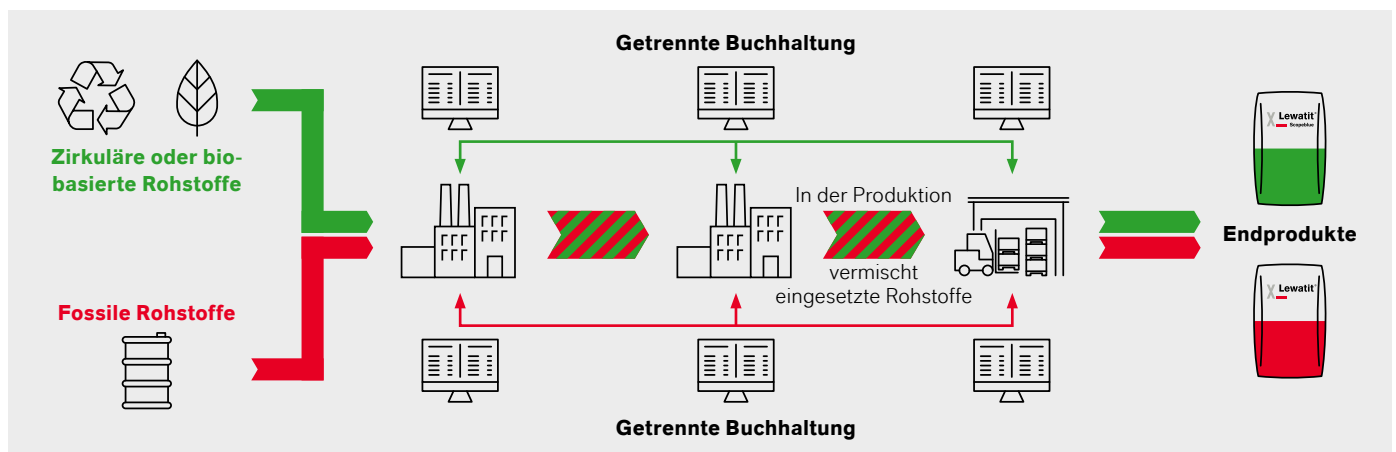 Getrennte Buchhaltung
Zirkuläre oder bio-
basierte Rohstoffe
Fossile Rohstoffe
In der Produktion
vermischt
eingesetzte Rohstoffe
Lewatit®
Scopeblue
Endprodukte
Lewatit®
Getrennte Buchhaltung